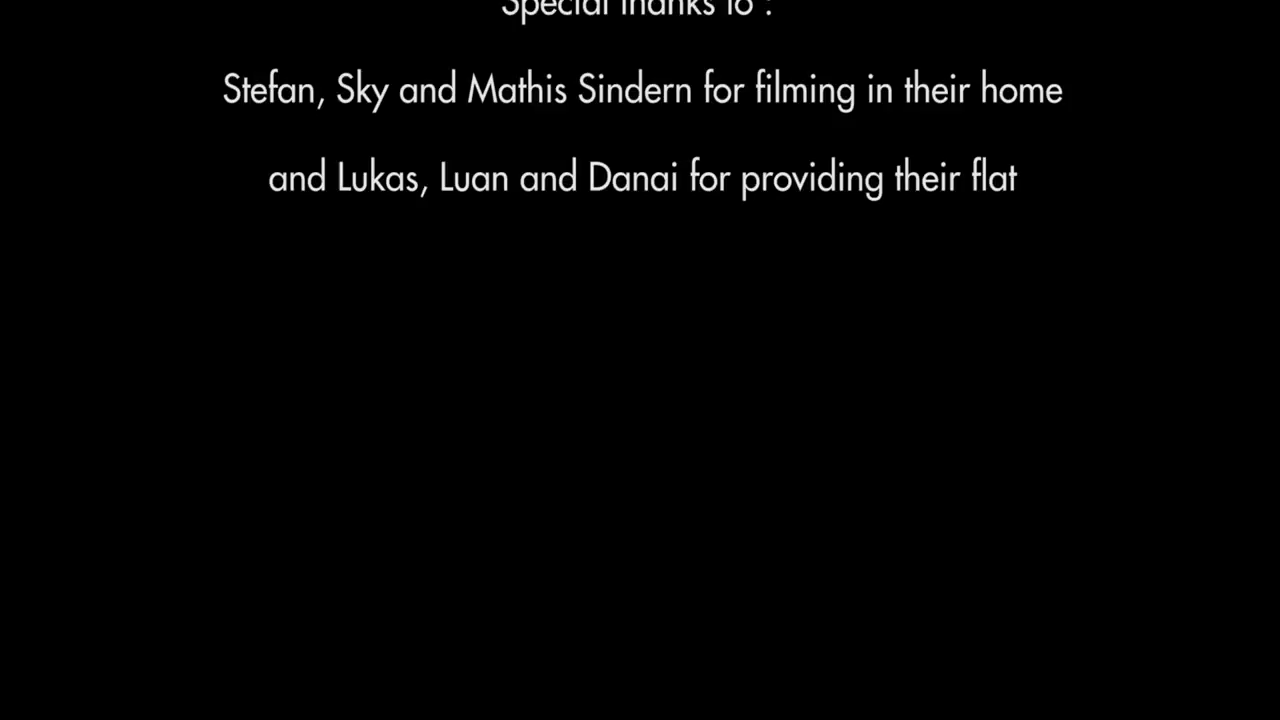 Special thanks to :
Stefan, Sky and Mathis Sindern for filming in their home
and Lukas, Luan and Danai for providing their flat